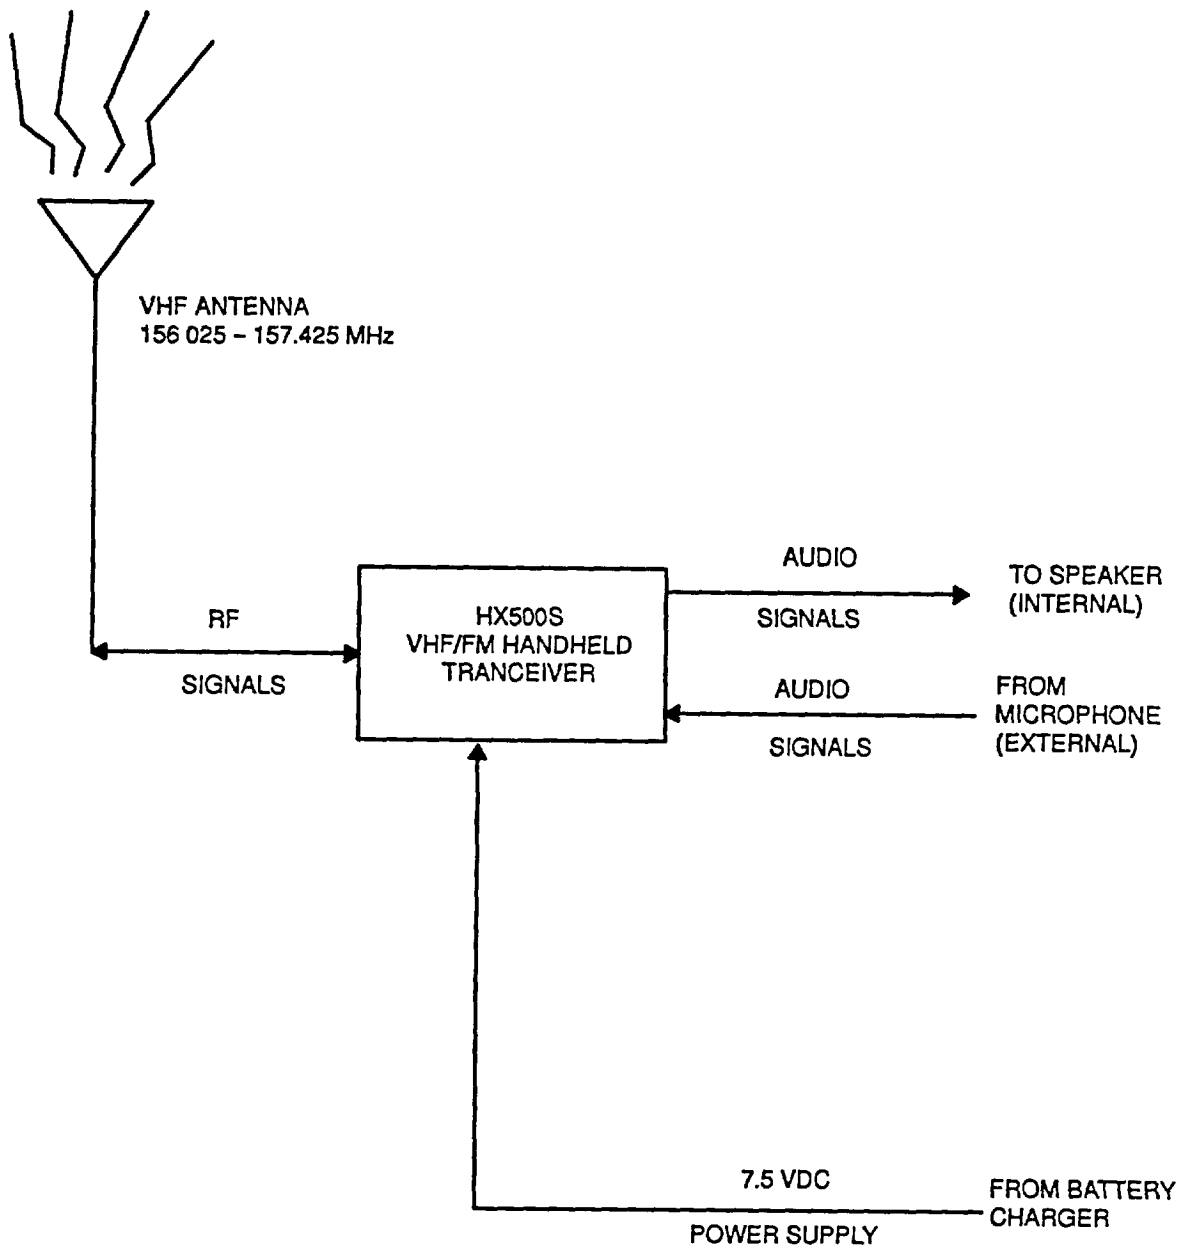 VHF ANTENNA
156 025 – 157.425 MHz
AUDIO
SIGNALS
TO SPEAKER
(INTERNAL)
RF
SIGNALS
HX500S
VHF/FM HANDHELD
TRANCEIVER
AUDIO
SIGNALS
FROM
MICROPHONE
(EXTERNAL)
7.5 VDC
POWER SUPPLY
FROM BATTERY
CHARGER